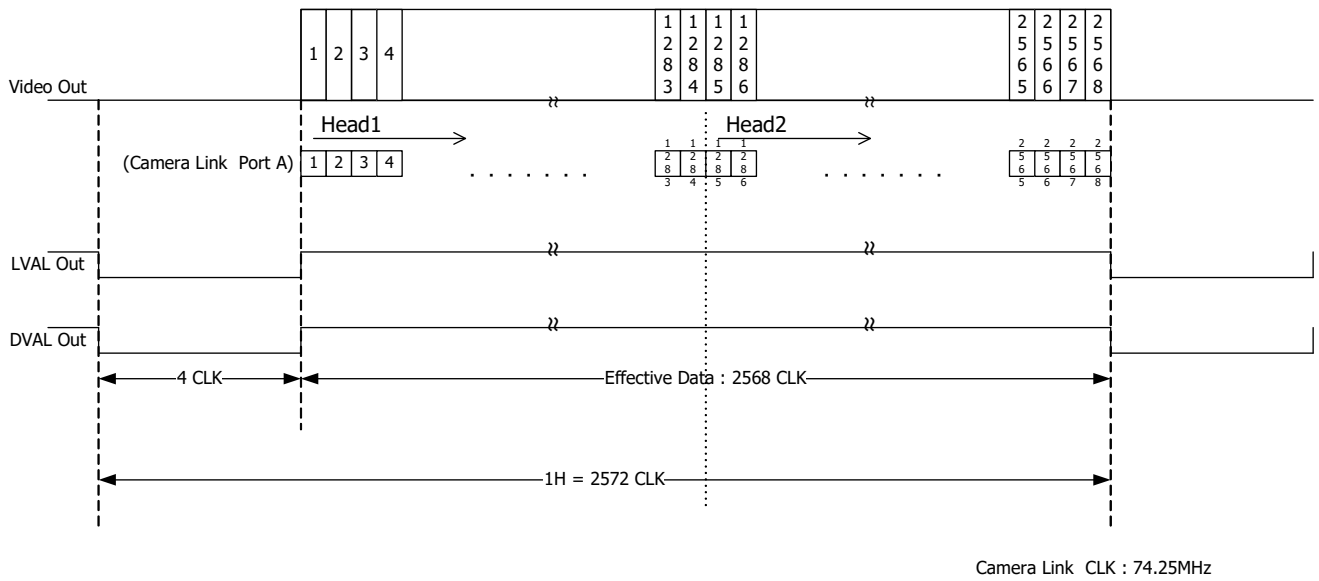 1 2 3 4 1283 1284 1285 1286 2565 2566 2567 2568
Video Out
Head1 Head2
(Camera Link Port A) 1 2 3 4 . . . . . . . 1283 1284 1285 1286 . . . . . . . 2565 2566 2567 2568
LVAL Out
DVAL Out
4 CLK Effective Data : 2568 CLK
1H = 2572 CLK
Camera Link CLK : 74.25MHz